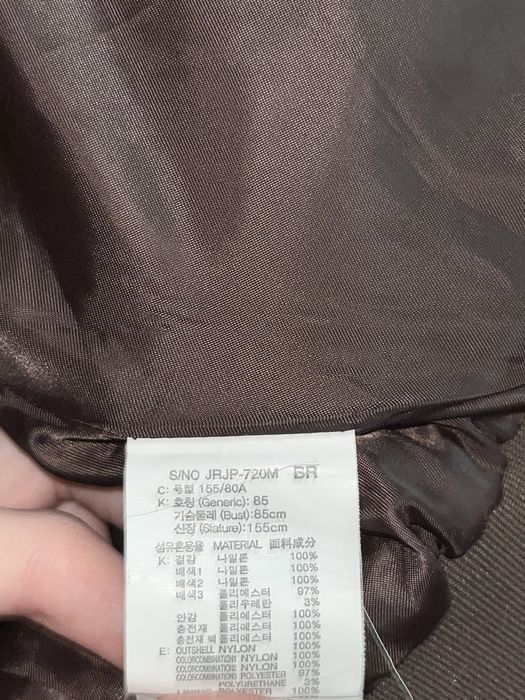 S/NO JRJP-720M BR
C: 号型 155/80A
K: 호칭 (Generic): 85
가슴둘레 (Bust): 85cm
신장 (Stature): 155cm
섬유혼용율 MATERIAL 面料成分
K: 겉감 나일론 100%
배색1 나일론 100%
배색2 나일론 100%
배색3 폴리에스터 97%
폴리우레탄 3%
안감 폴리에스터 100%
충전재 폴리에스터 100%
충전재 백 폴리에스터 100%
E: OUTSHELL NYLON 100%
COLORCOMBINATION1 NYLON 100%
COLORCOMBINATION2 NYLON 100%
COLORCOMBINATION3 POLYESTER 97%
POLYURETHANE 3%
LINING POLYESTER 100%